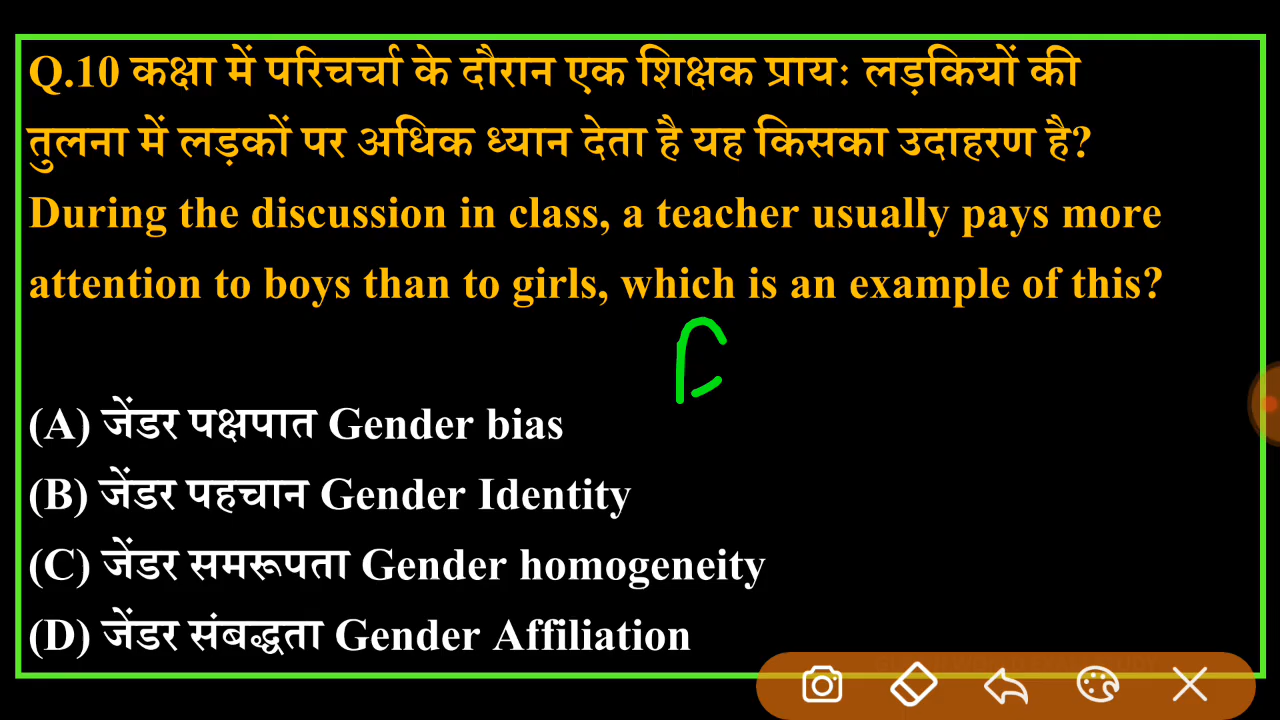 Q.10 कक्षा में परिचर्चा के दौरान एक शिक्षक प्रायः लड़कियों की
तुलना में लड़कों पर अधिक ध्यान देता है यह किसका उदाहरण है?
During the discussion in class, a teacher usually pays more
attention to boys than to girls, which is an example of this?
(A) जेंडर पक्षपात Gender bias
(B) जेंडर पहचान Gender Identity
(C) जेंडर समरूपता Gender homogeneity
(D) जेंडर संबद्धता Gender Affiliation